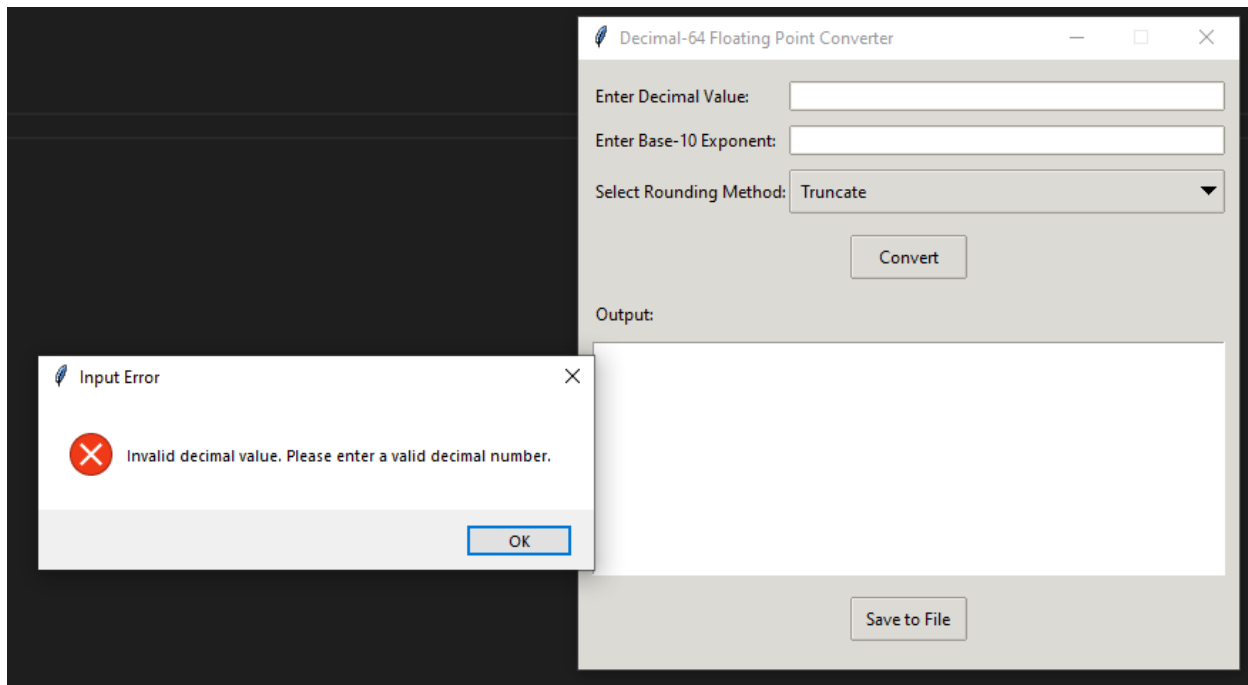 Decimal-64 Floating Point Converter
Enter Decimal Value:
Enter Base-10 Exponent:
Select Rounding Method: Truncate
Convert
Output:
Input Error
Invalid decimal value. Please enter a valid decimal number.
OK
Save to File